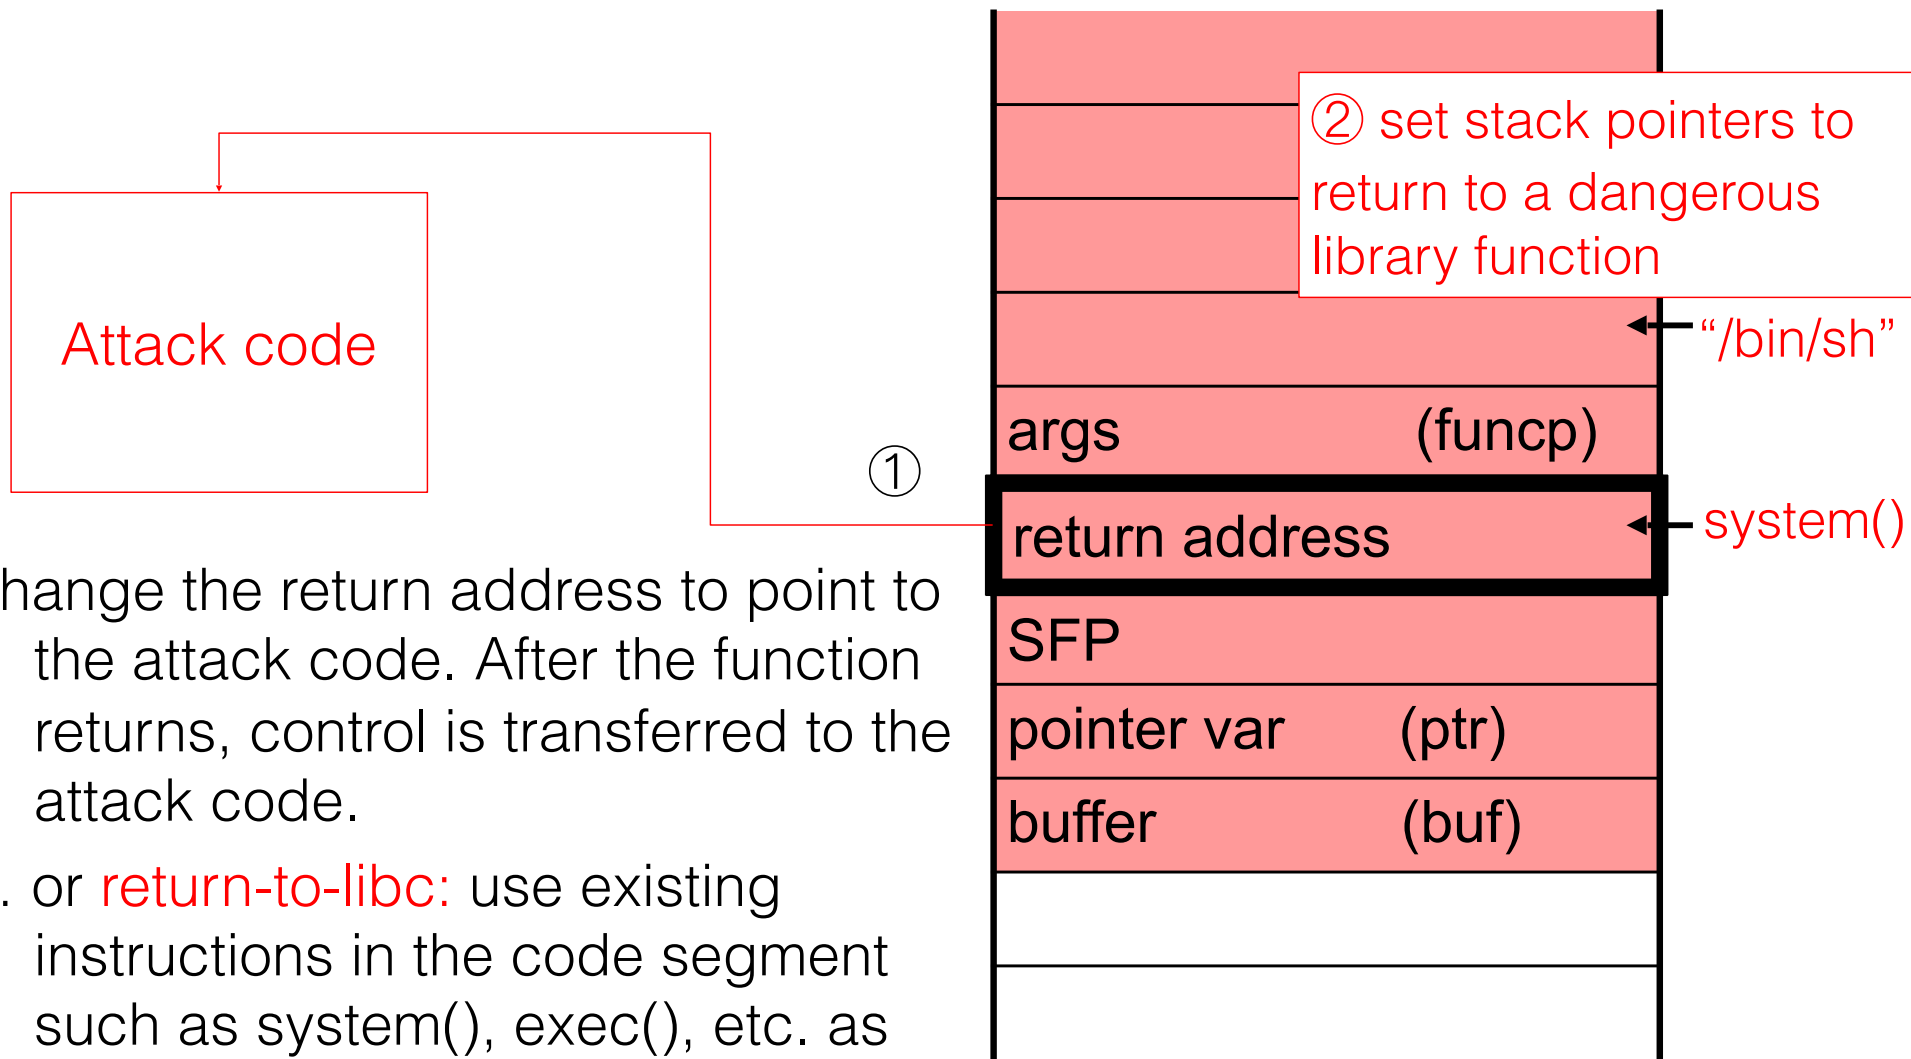 ② set stack pointers to
return to a dangerous
library function
Attack code
“/bin/sh”
args (funcp)
①
return address
system()
hange the return address to point to
the attack code. After the function
returns, control is transferred to the
attack code.
SFP
pointer var (ptr)
buffer (buf)
. or return-to-libc: use existing
instructions in the code segment
such as system(), exec(), etc. as